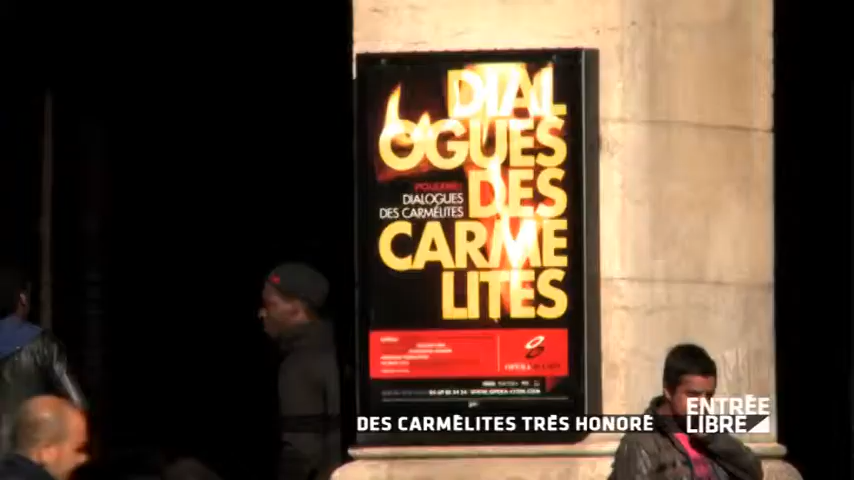 DIAL
OGUES
DES
CARME
LITES
POULENC
DIALOGUES
DES CARMÉLITES
DES CARMÉLITES TRÈS HONORÉ
ENTRÉE
LIBRE